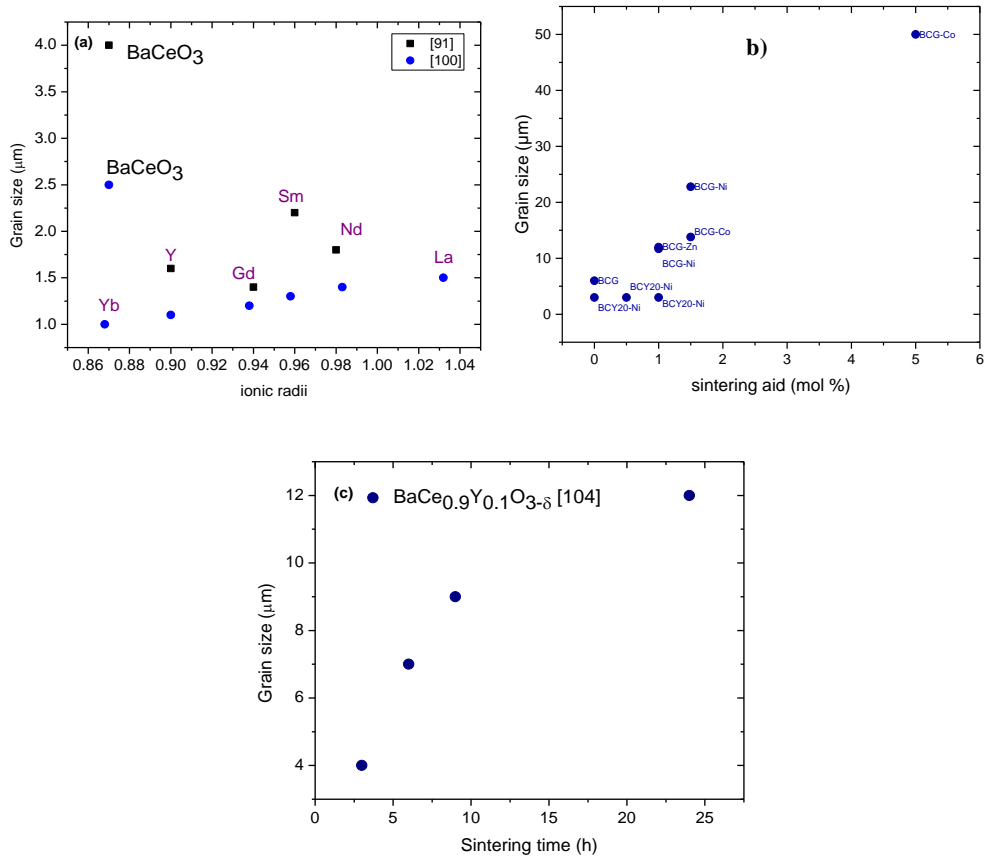 (a)
[91]
[100]
BaCeO3
BaCeO3
Sm
Nd
Y
La
Gd
Yb
4.0
3.5
3.0
2.5
2.0
1.5
1.0
Grain size (μm)
0.86 0.88 0.90 0.92 0.94 0.96 0.98 1.00 1.02 1.04
ionic radii
b)
BCG-Co
BCG-Ni
BCG-Co
BCG-Zn
BCG-Ni
BCG
BCY20-Ni
BCY20-Ni
BCY20-Ni
50
40
30
20
10
0
Grain size (μm)
0 1 2 3 4 5 6
sintering aid (mol %)
(c) BaCe0.9Y0.1O3-δ [104]
12
10
8
6
4
Grain size (μm)
0 5 10 15 20 25
Sintering time (h)